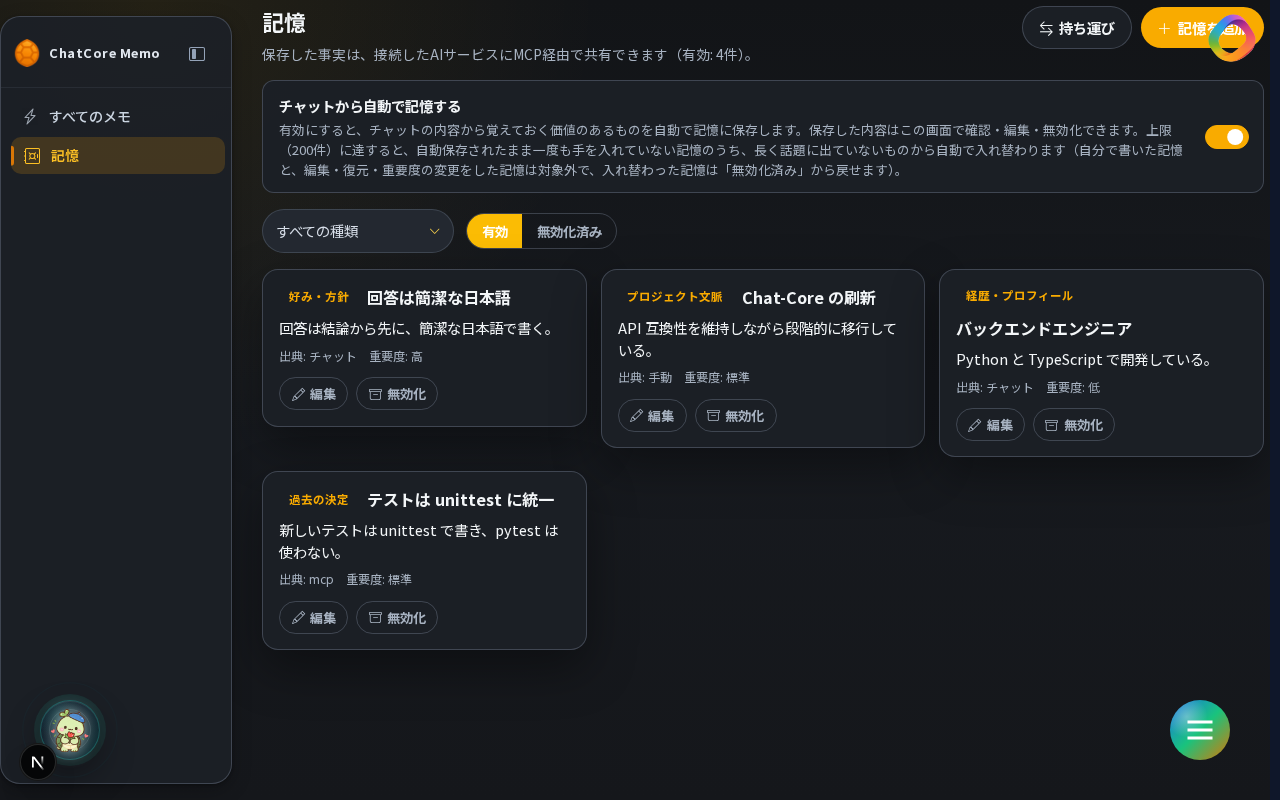 ChatCore Memo
すべてのメモ
記憶
記憶
保存した事実は、接続したAIサービスにMCP経由で共有できます（有効: 4件）。
持ち運び
記憶を追加
チャットから自動で記憶する
有効にすると、チャットの内容から覚えておく価値のあるものを自動で記憶に保存します。保存した内容はこの画面で確認・編集・無効化できます。上限
（200件）に達すると、自動保存されたまま一度も手を入れていない記憶のうち、長く話題に出ていないものから自動で入れ替わります（自分で書いた記憶
と、編集・復元・重要度の変更をした記憶は対象外で、入れ替わった記憶は「無効化済み」から戻せます）。
すべての種類
有効
無効化済み
好み・方針
回答は簡潔な日本語
回答は結論から先に、簡潔な日本語で書く。
出典: チャット 重要度: 高
編集
無効化
プロジェクト文脈
Chat-Core の刷新
API 互換性を維持しながら段階的に移行して
いる。
出典: 手動 重要度: 標準
編集
無効化
経歴・プロフィール
バックエンドエンジニア
Python と TypeScript で開発している。
出典: チャット 重要度: 低
編集
無効化
過去の決定
テストは unittest に統一
新しいテストは unittest で書き、pytest は
使わない。
出典: mcp 重要度: 標準
編集
無効化
N